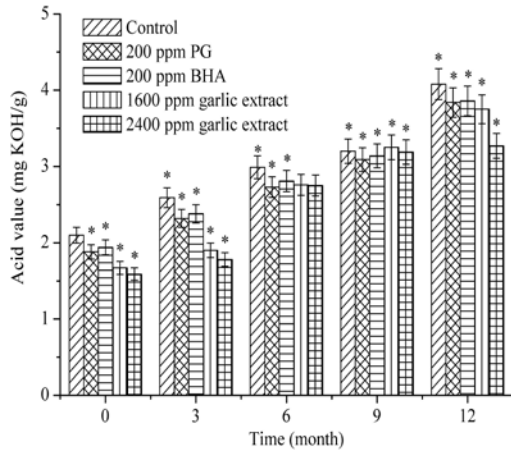 Control
200 ppm PG
200 ppm BHA
1600 ppm garlic extract
2400 ppm garlic extract
Acid value (mg KOH/g)
5
4
3
2
1
0
* * * *
* * * * *
* * *
* * * * *
* * * * *
0 3 6 9 12
Time (month)